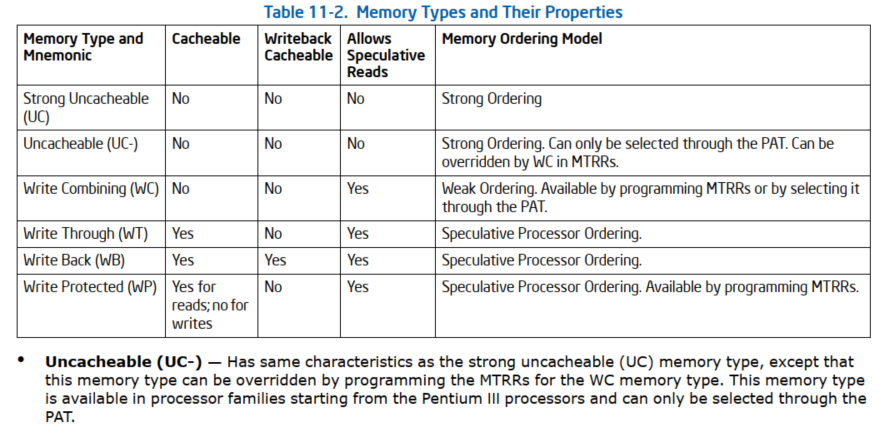 Table 11-2. Memory Types and Their Properties
Memory Type and Mnemonic Cacheable Writeback Cacheable Allows Speculative Reads Memory Ordering Model
Strong Uncacheable (UC) No No No Strong Ordering
Uncacheable (UC-) No No No Strong Ordering. Can only be selected through the PAT. Can be overridden by WC in MTRRs.
Write Combining (WC) No No Yes Weak Ordering. Available by programming MTRRs or by selecting it through the PAT.
Write Through (WT) Yes No Yes Speculative Processor Ordering.
Write Back (WB) Yes Yes Yes Speculative Processor Ordering.
Write Protected (WP) Yes for reads; no for writes No Yes Speculative Processor Ordering. Available by programming MTRRs.
• Uncacheable (UC-) — Has same characteristics as the strong uncacheable (UC) memory type, except that
this memory type can be overridden by programming the MTRRs for the WC memory type. This memory type
is available in processor families starting from the Pentium III processors and can only be selected through the
PAT.